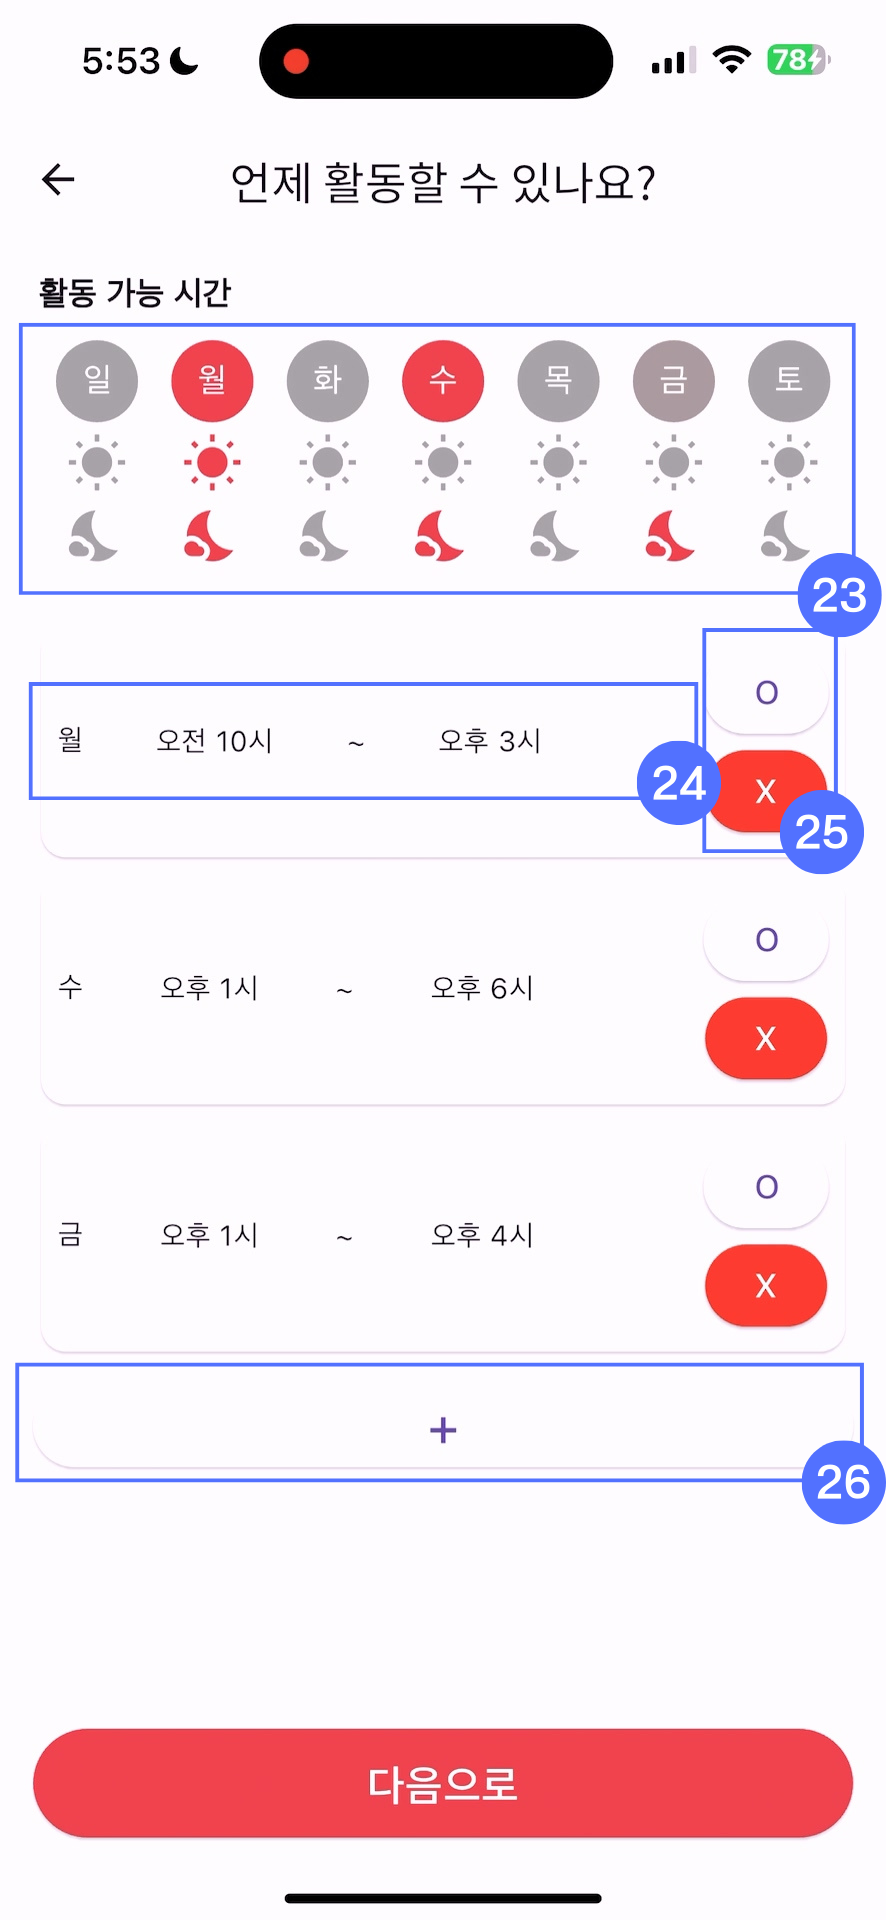 5:53 78
언제 활동할 수 있나요?
활동 가능 시간
일 월 화 수 목 금 토
23
월 오전 10시 ~ 오후 3시
O
24
X
25
수 오후 1시 ~ 오후 6시
O
X
금 오후 1시 ~ 오후 4시
O
X
+
26
다음으로